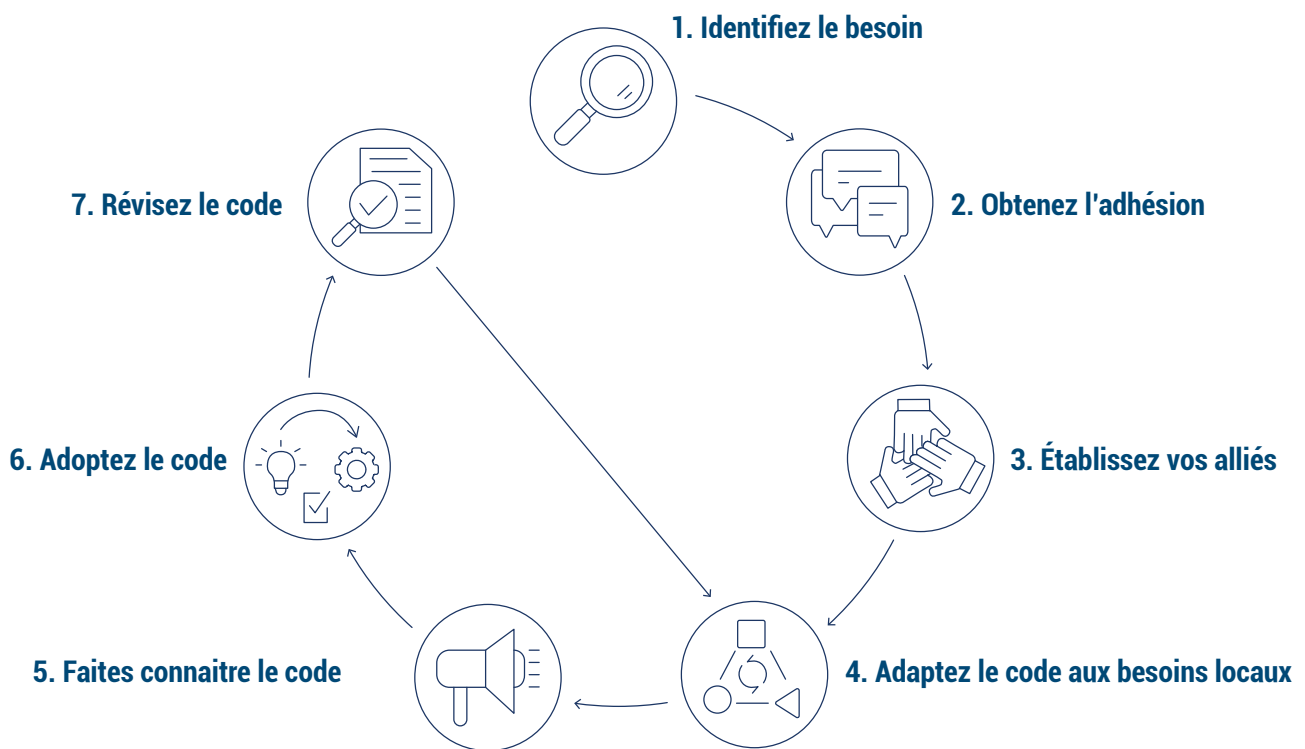 1. Identifiez le besoin
2. Obtenez l'adhésion
3. Établissez vos alliés
4. Adaptez le code aux besoins locaux
5. Faites connaitre le code
6. Adoptez le code
7. Révisez le code